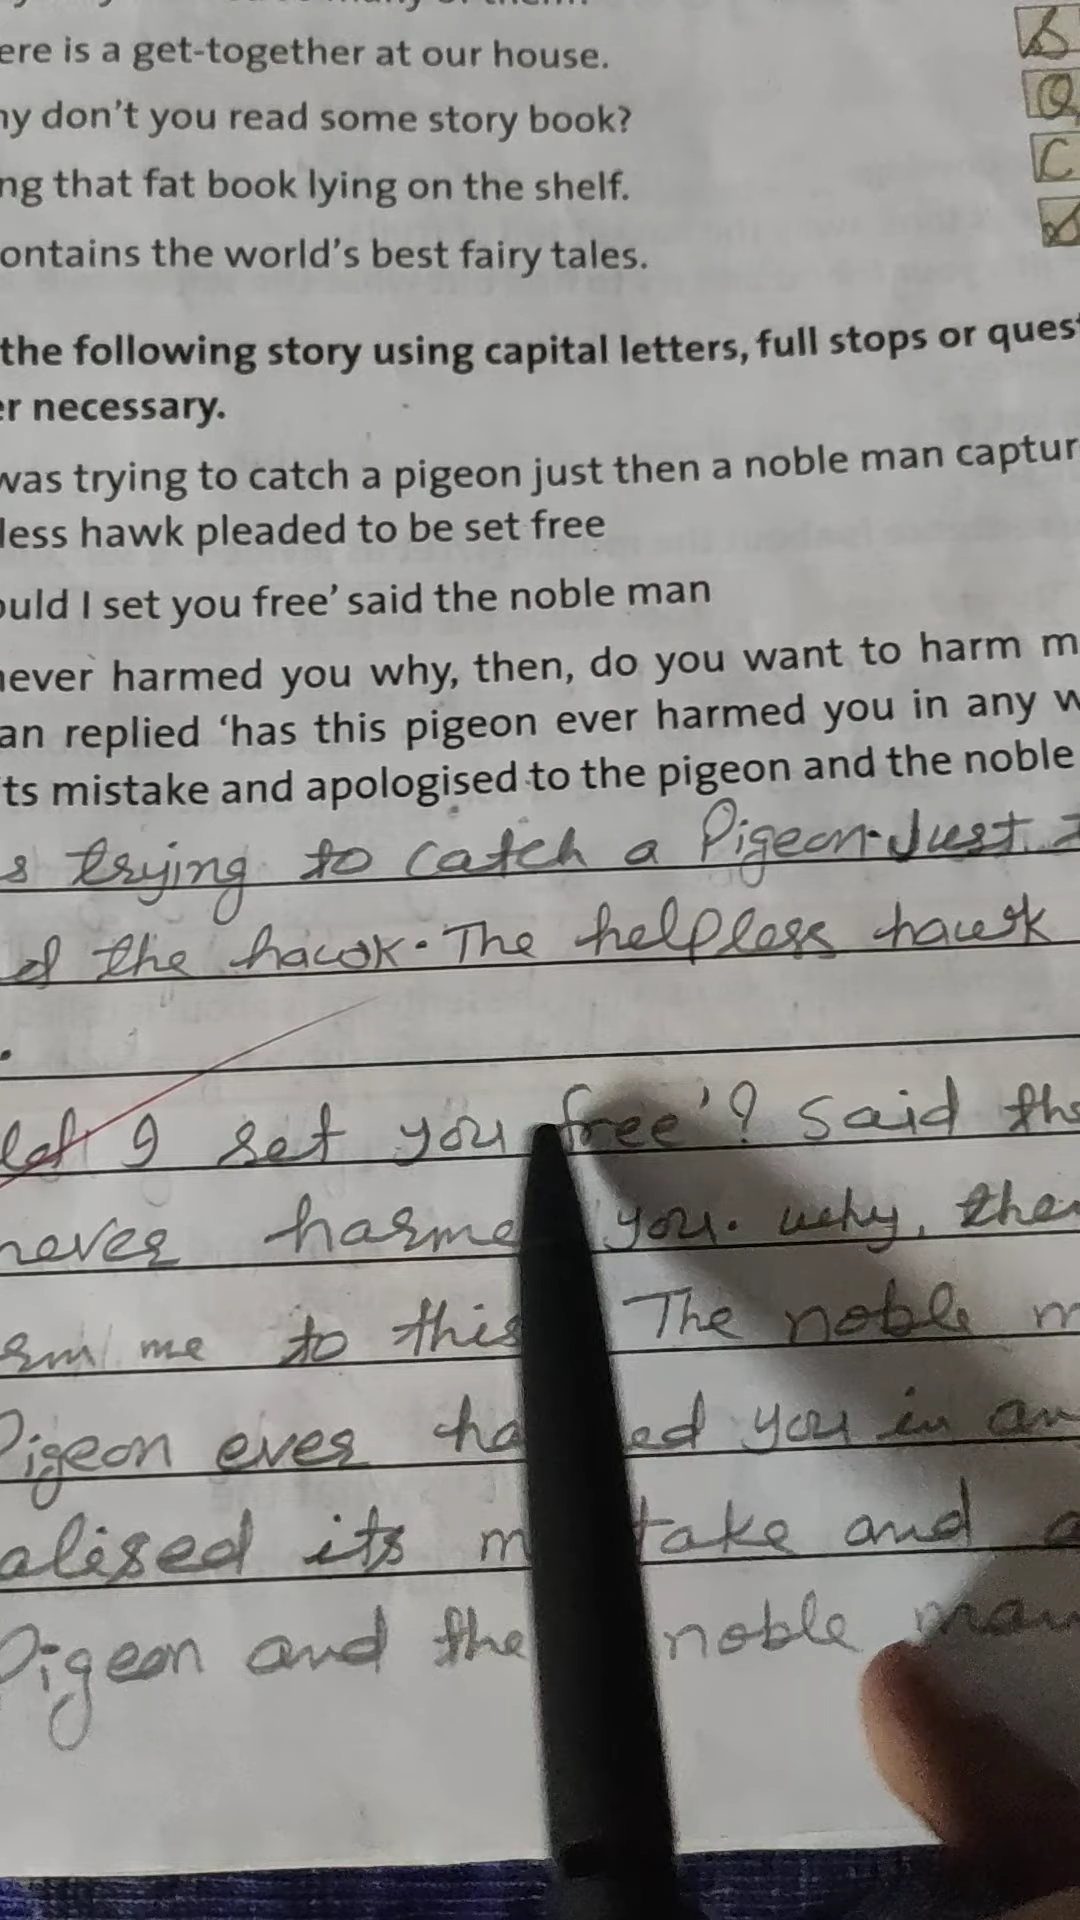 ere is a get-together at our house. S
hy don't you read some story book? Q
ng that fat book lying on the shelf. C
ontains the world's best fairy tales. S
the following story using capital letters, full stops or ques
er necessary.
was trying to catch a pigeon just then a noble man captur
less hawk pleaded to be set free
ould I set you free' said the noble man
never harmed you why, then, do you want to harm m
an replied 'has this pigeon ever harmed you in any w
ts mistake and apologised to the pigeon and the noble
s trying to catch a Pigeon. Just
ed the hawk. The helpless hawk
.
ld I set you free'? Said the
never harme you. why, then
arm me to this The noble m
Pigeon ever ha ed you in an
alised its m take and a
Pigeon and the noble man